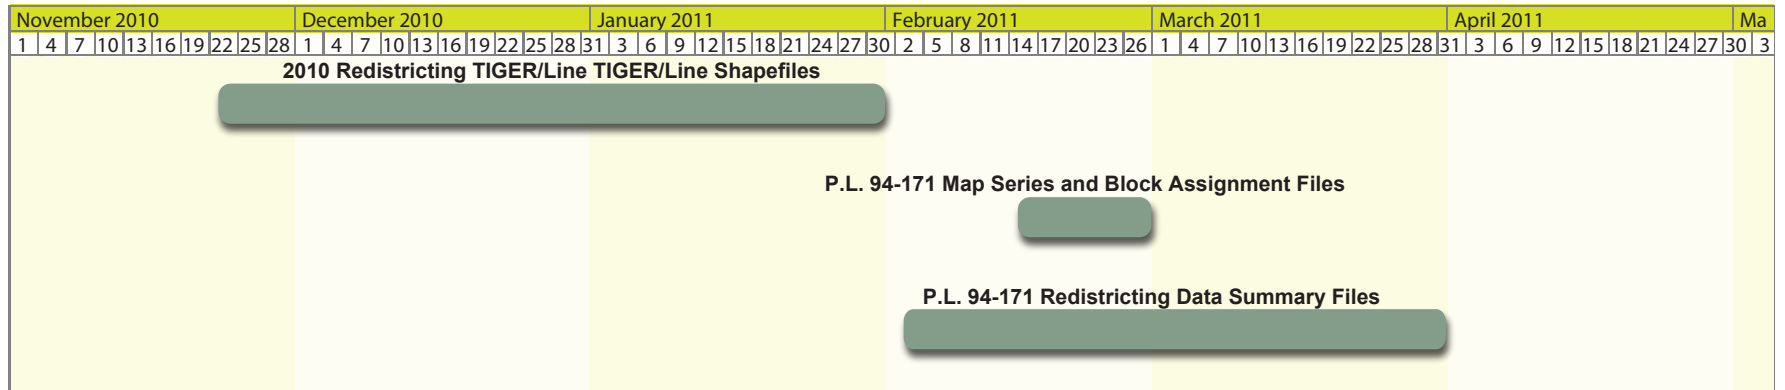 November 2010 December 2010 January 2011 February 2011 March 2011 April 2011 Ma
1 4 7 10 13 16 19 22 25 28 1 4 7 10 13 16 19 22 25 28 31 3 6 9 12 15 18 21 24 27 30 2 5 8 11 14 17 20 23 26 1 4 7 10 13 16 19 22 25 28 31 3 6 9 12 15 18 21 24 27 30 3
2010 Redistricting TIGER/Line TIGER/Line Shapefiles
P.L. 94-171 Map Series and Block Assignment Files
P.L. 94-171 Redistricting Data Summary Files